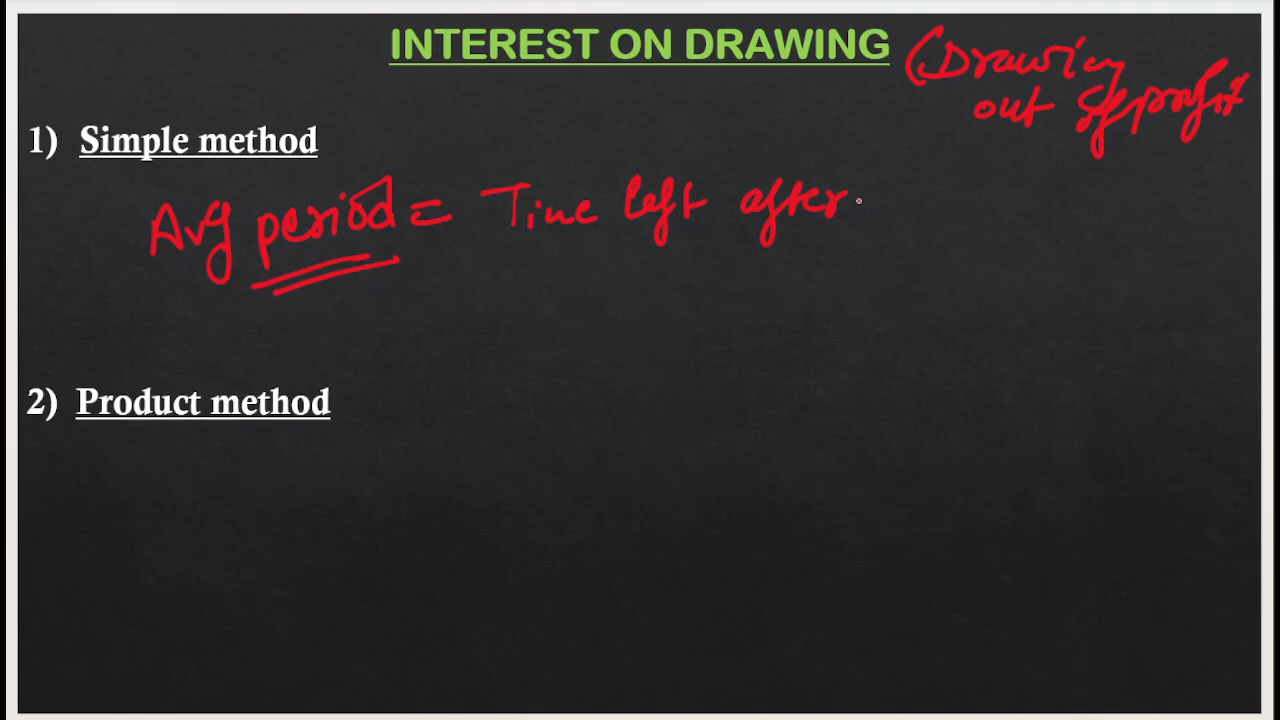 INTEREST ON DRAWING (Drawing
out of profit
1) Simple method
Avg period = Time left after
2) Product method